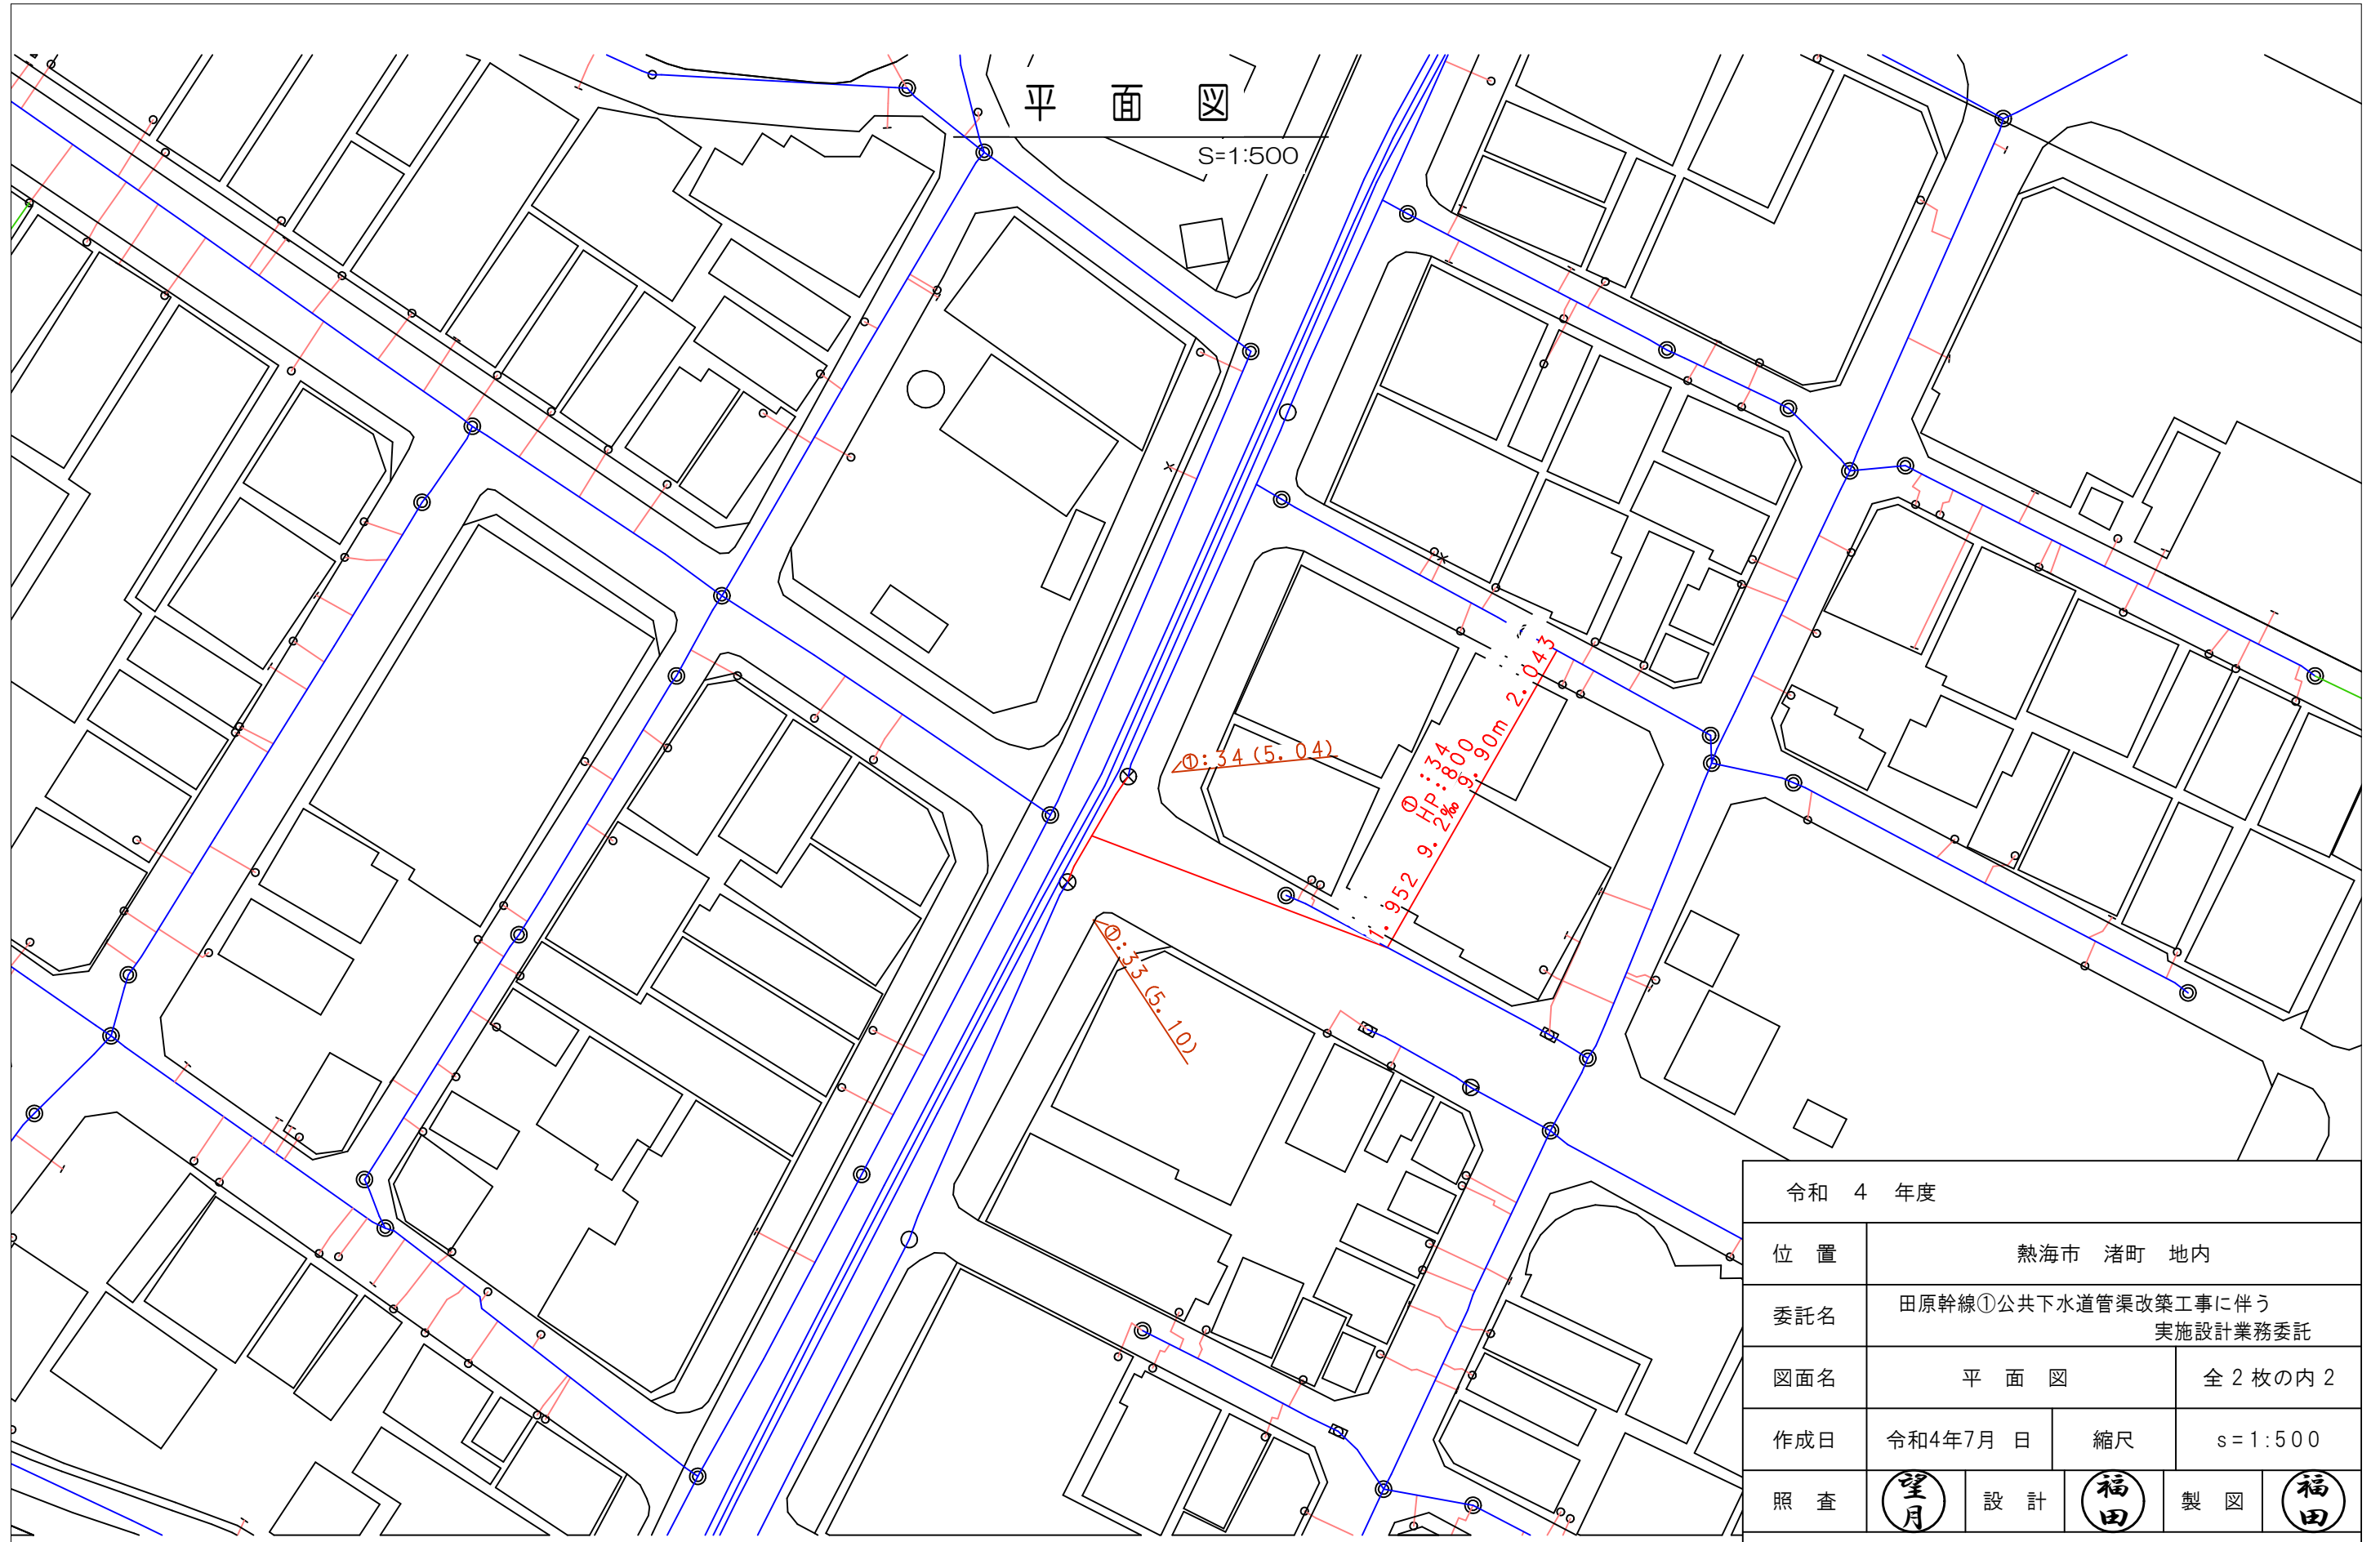 平 面 図
S=1:500
①:34(5.04)
①:34
HP:800
1.952 9.2‰ 9.90m 2.043
①:33(5.10)
令和 4 年度
位 置 熱海市 渚町 地内
委託名 田原幹線①公共下水道管渠改築工事に伴う
実施設計業務委託
図面名 平 面 図 全2枚の内2
作成日 令和4年7月 日 縮尺 s=1:500
照 査 望月 設 計 福田 製 図 福田